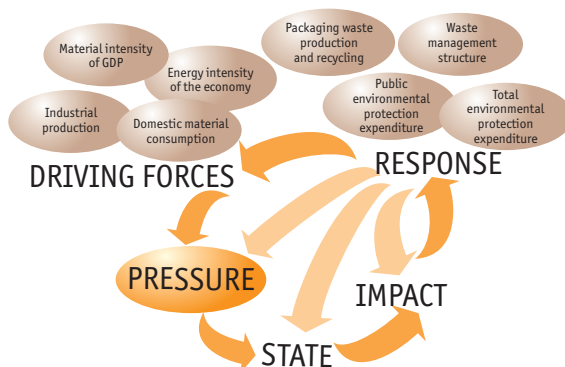 Material intensity
of GDP
Energy intensity
of the economy
Industrial
production
Domestic material
consumption
Packaging waste
production
and recycling
Waste
management
structure
Public
environmental
protection
expenditure
Total
environmental
protection
expenditure
DRIVING FORCES
RESPONSE
PRESSURE
IMPACT
STATE